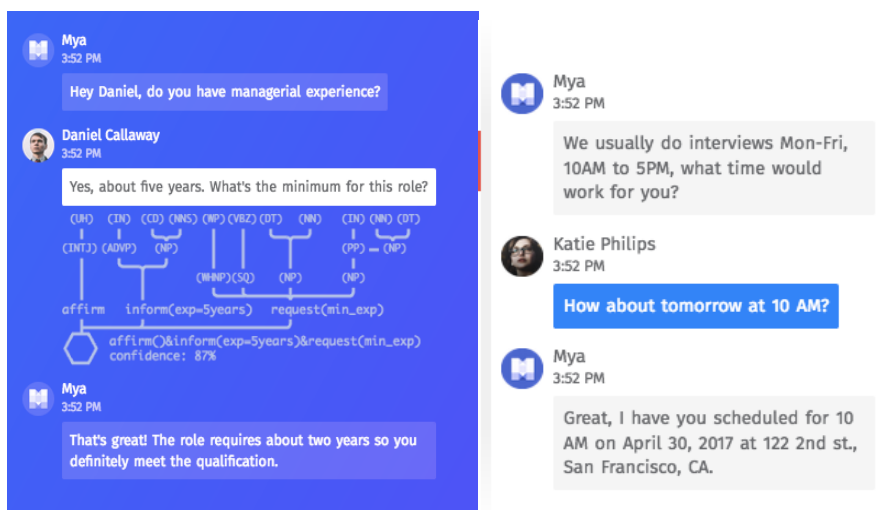 Mya
3:52 PM
Hey Daniel, do you have managerial experience?
Daniel Callaway
3:52 PM
Yes, about five years. What's the minimum for this role?
(UH) (IN) (CD) (NNS) (WP) (VBZ) (DT) (NN) (IN) (NN) (DT)
(INTJ) (ADVP) (NP) (PP) — (NP)
(WHNP)(SQ) (NP) (NP)
affirm inform(exp=5years) request(min_exp)
affirm()&inform(exp=5years)&request(min_exp)
confidence: 87%
Mya
3:52 PM
That's great! The role requires about two years so you
definitely meet the qualification.
Mya
3:52 PM
We usually do interviews Mon-Fri,
10AM to 5PM, what time would
work for you?
Katie Philips
3:52 PM
How about tomorrow at 10 AM?
Mya
3:52 PM
Great, I have you scheduled for 10
AM on April 30, 2017 at 122 2nd st.,
San Francisco, CA.